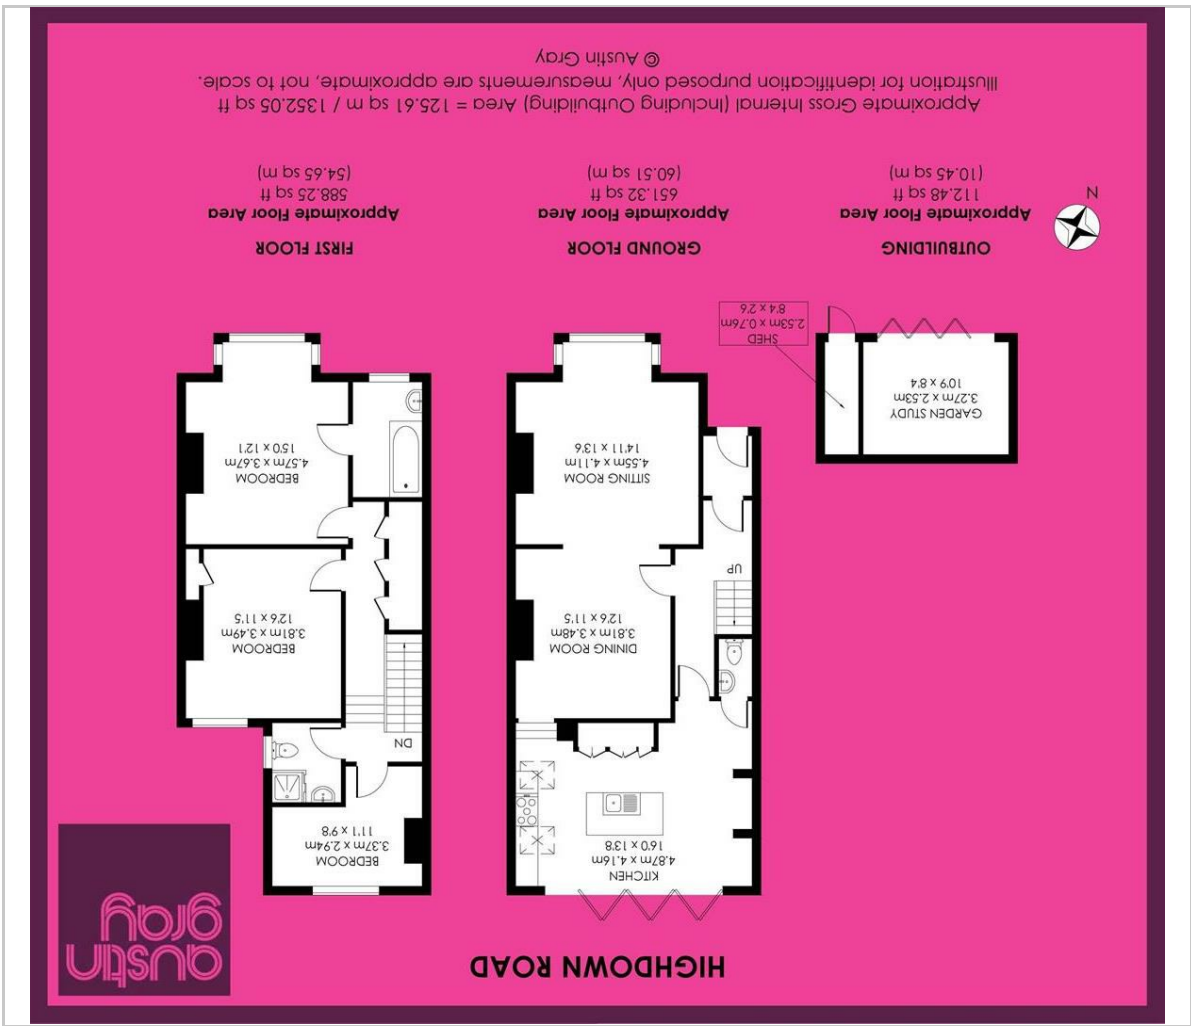 HIGHDOWN ROAD
austin
gray
KITCHEN
4.87m x 4.16m
16'0 x 13'8
DINING ROOM
3.81m x 3.48m
12'6 x 11'5
UP
SITTING ROOM
4.55m x 4.11m
14'11 x 13'6
BEDROOM
3.37m x 2.94m
11'1 x 9'8
DN
BEDROOM
3.81m x 3.49m
12'6 x 11'5
BEDROOM
4.57m x 3.67m
15'0 x 12'1
GARDEN STUDY
3.27m x 2.53m
10'9 x 8'4
SHED
2.53m x 0.76m
8'4 x 2'6
OUTBUILDING
Approximate Floor Area
112.48 sq ft
(10.45 sq m)
GROUND FLOOR
Approximate Floor Area
651.32 sq ft
(60.51 sq m)
FIRST FLOOR
Approximate Floor Area
588.25 sq ft
(54.65 sq m)
N
Approximate Gross Internal (Including Outbuilding) Area = 125.61 sq m / 1352.05 sq ft
Illustration for identification purposed only, measurements are approximate, not to scale.
© Austin Gray